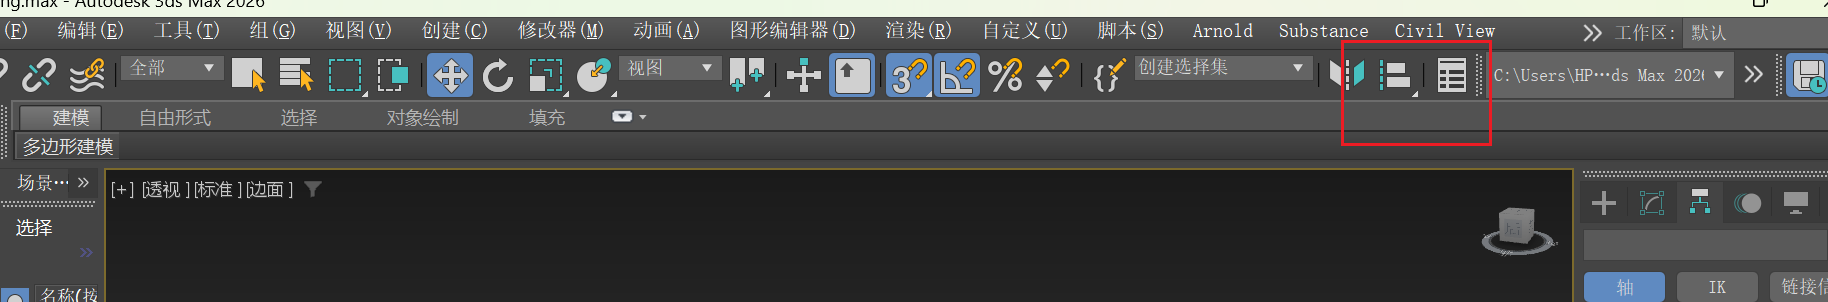 ng.max - Autodesk 3ds Max 2026
(F) 编辑(E) 工具(T) 组(G) 视图(V) 创建(C) 修改器(M) 动画(A) 图形编辑器(D) 渲染(R) 自定义(U) 脚本(S) Arnold Substance Civil View 工作区: 默认
全部 视图 3 创建选择集 C:\Users\HP…ds Max 2026
建模 自由形式 选择 对象绘制 填充
多边形建模
场景…
[+] [透视] [标准] [边面]
选择
名称(按
轴 IK 链接信